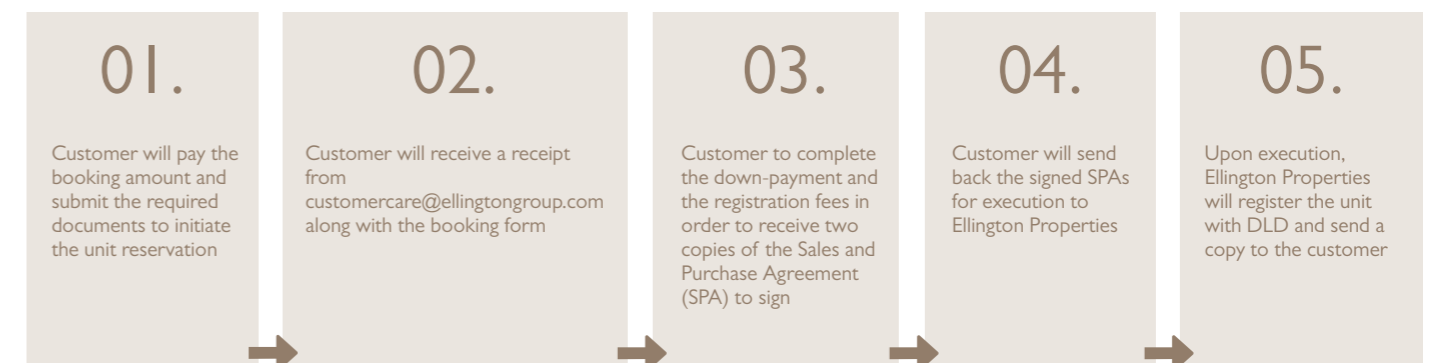 01.
Customer will pay the
booking amount and
submit the required
documents to initiate
the unit reservation
02.
Customer will receive a receipt
from
customercare@ellingtongroup.com
along with the booking form
03.
Customer to complete
the down-payment and
the registration fees in
order to receive two
copies of the Sales and
Purchase Agreement
(SPA) to sign
04.
Customer will send
back the signed SPAs
for execution to
Ellington Properties
05.
Upon execution,
Ellington Properties
will register the unit
with DLD and send a
copy to the customer